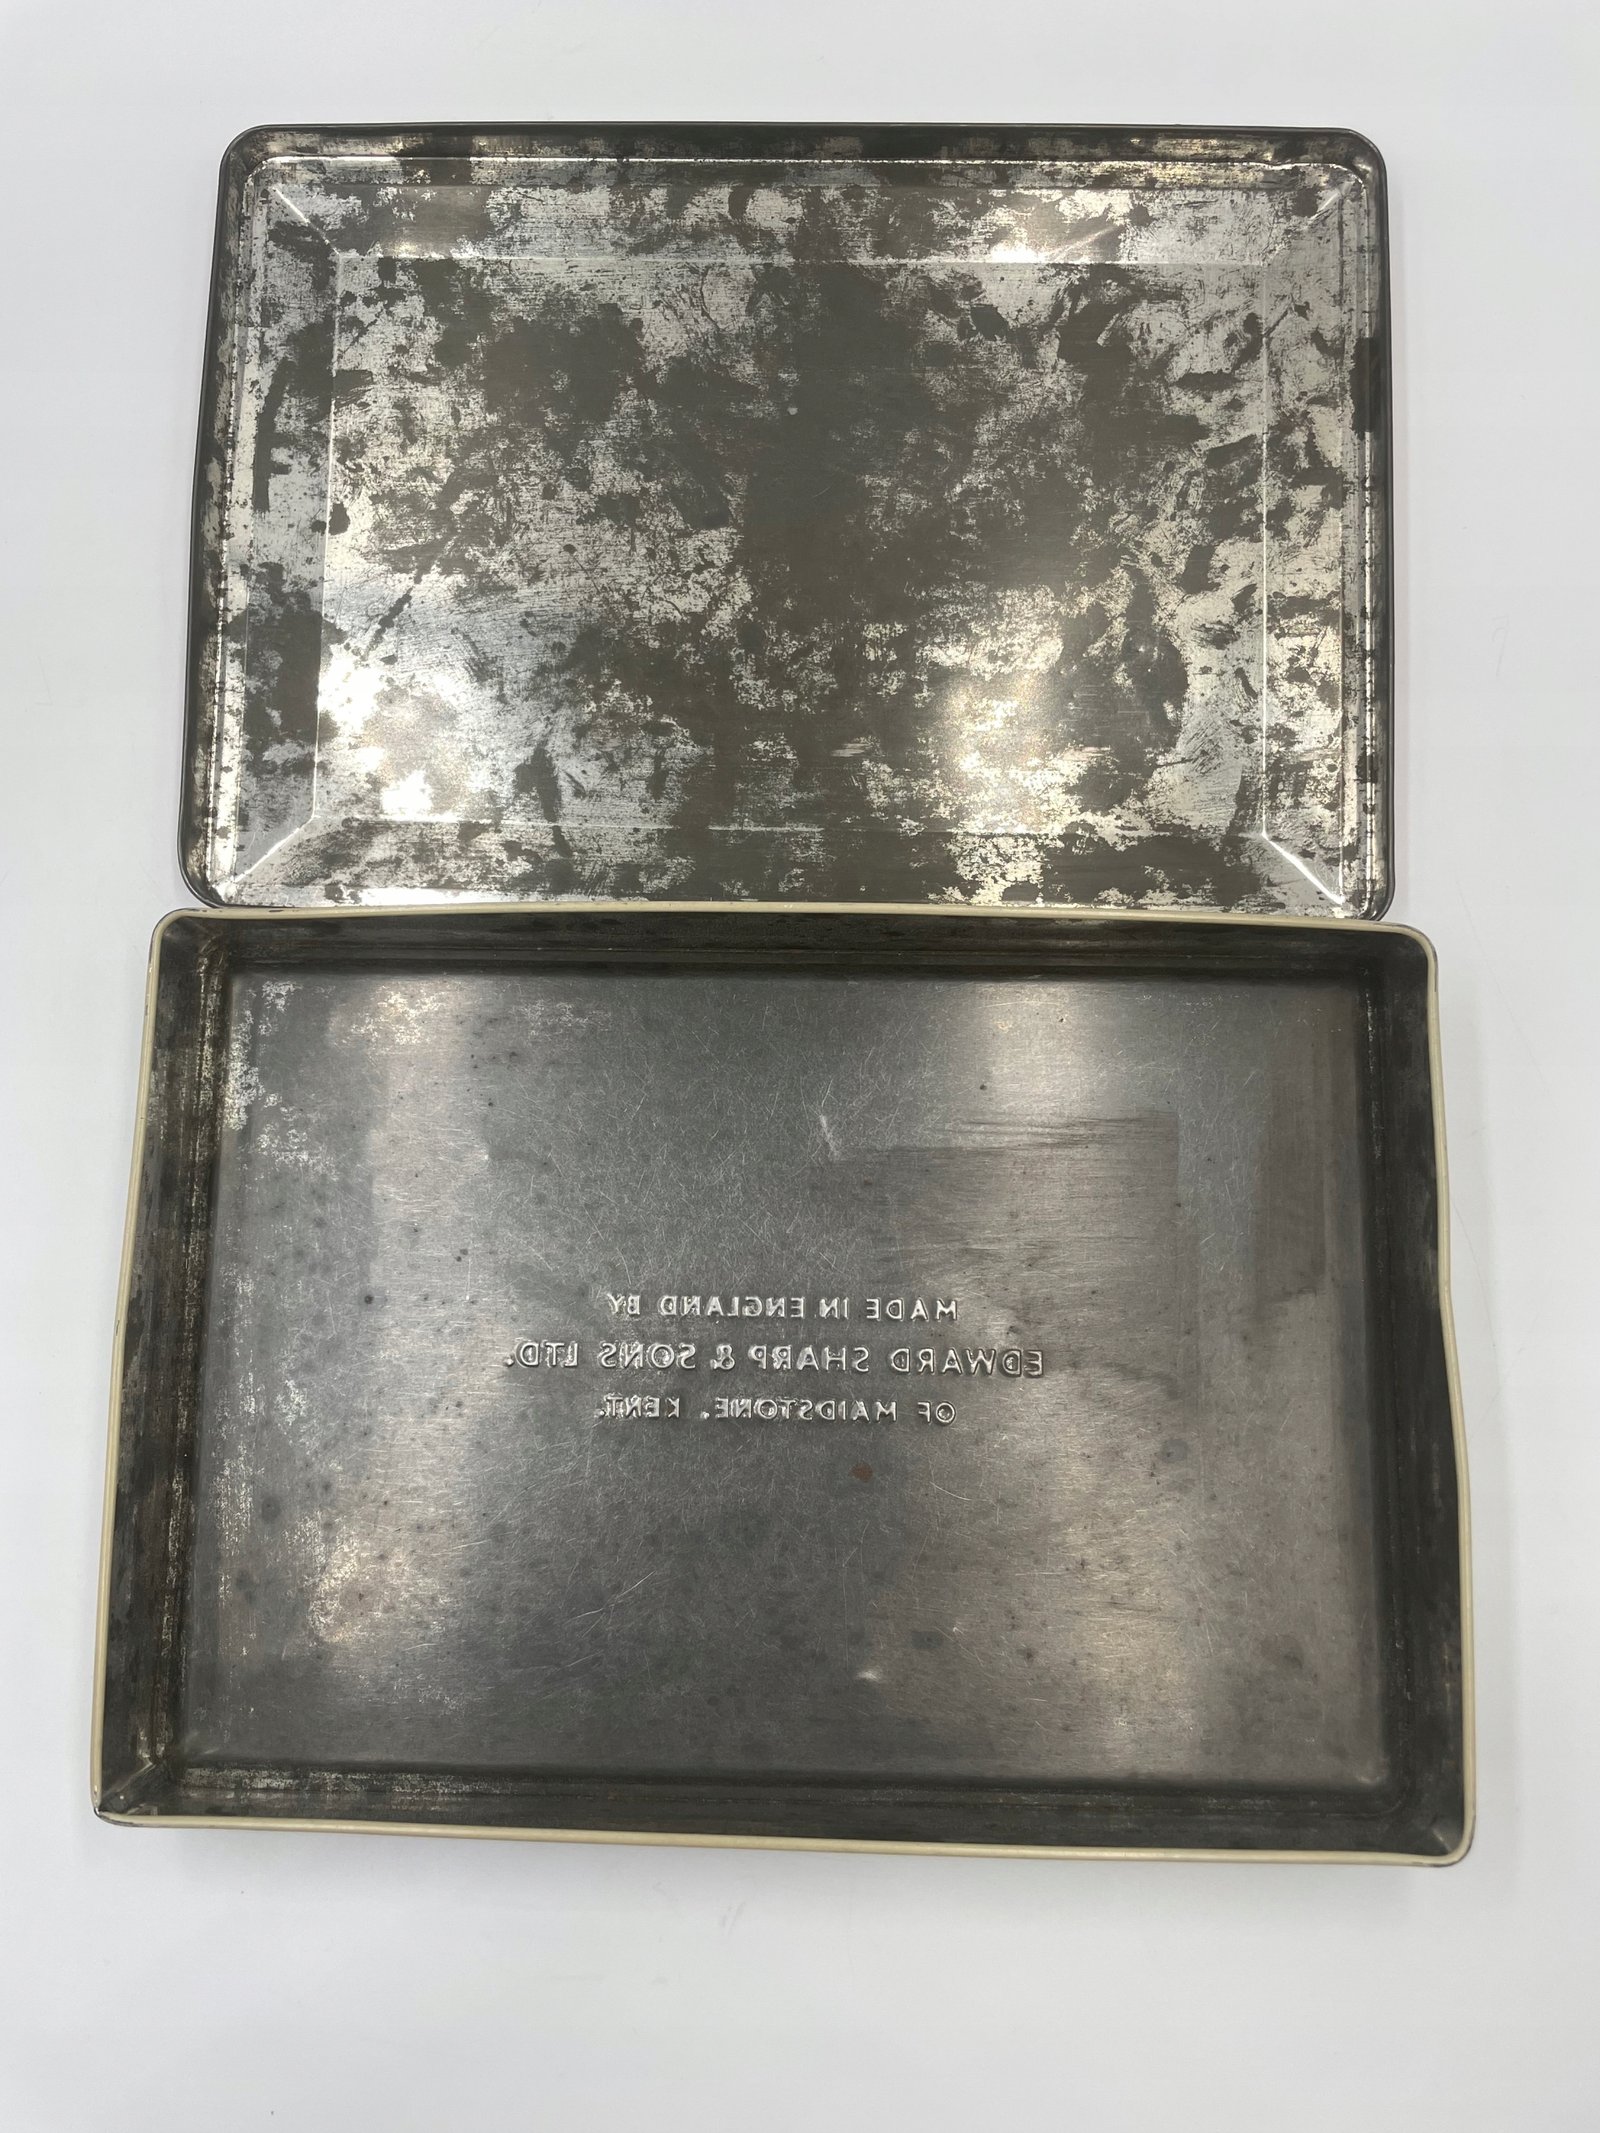 MADE IN ENGLAND BY
EDWARD SHARP & SONS LTD.
OF MAIDSTONE, KENT.